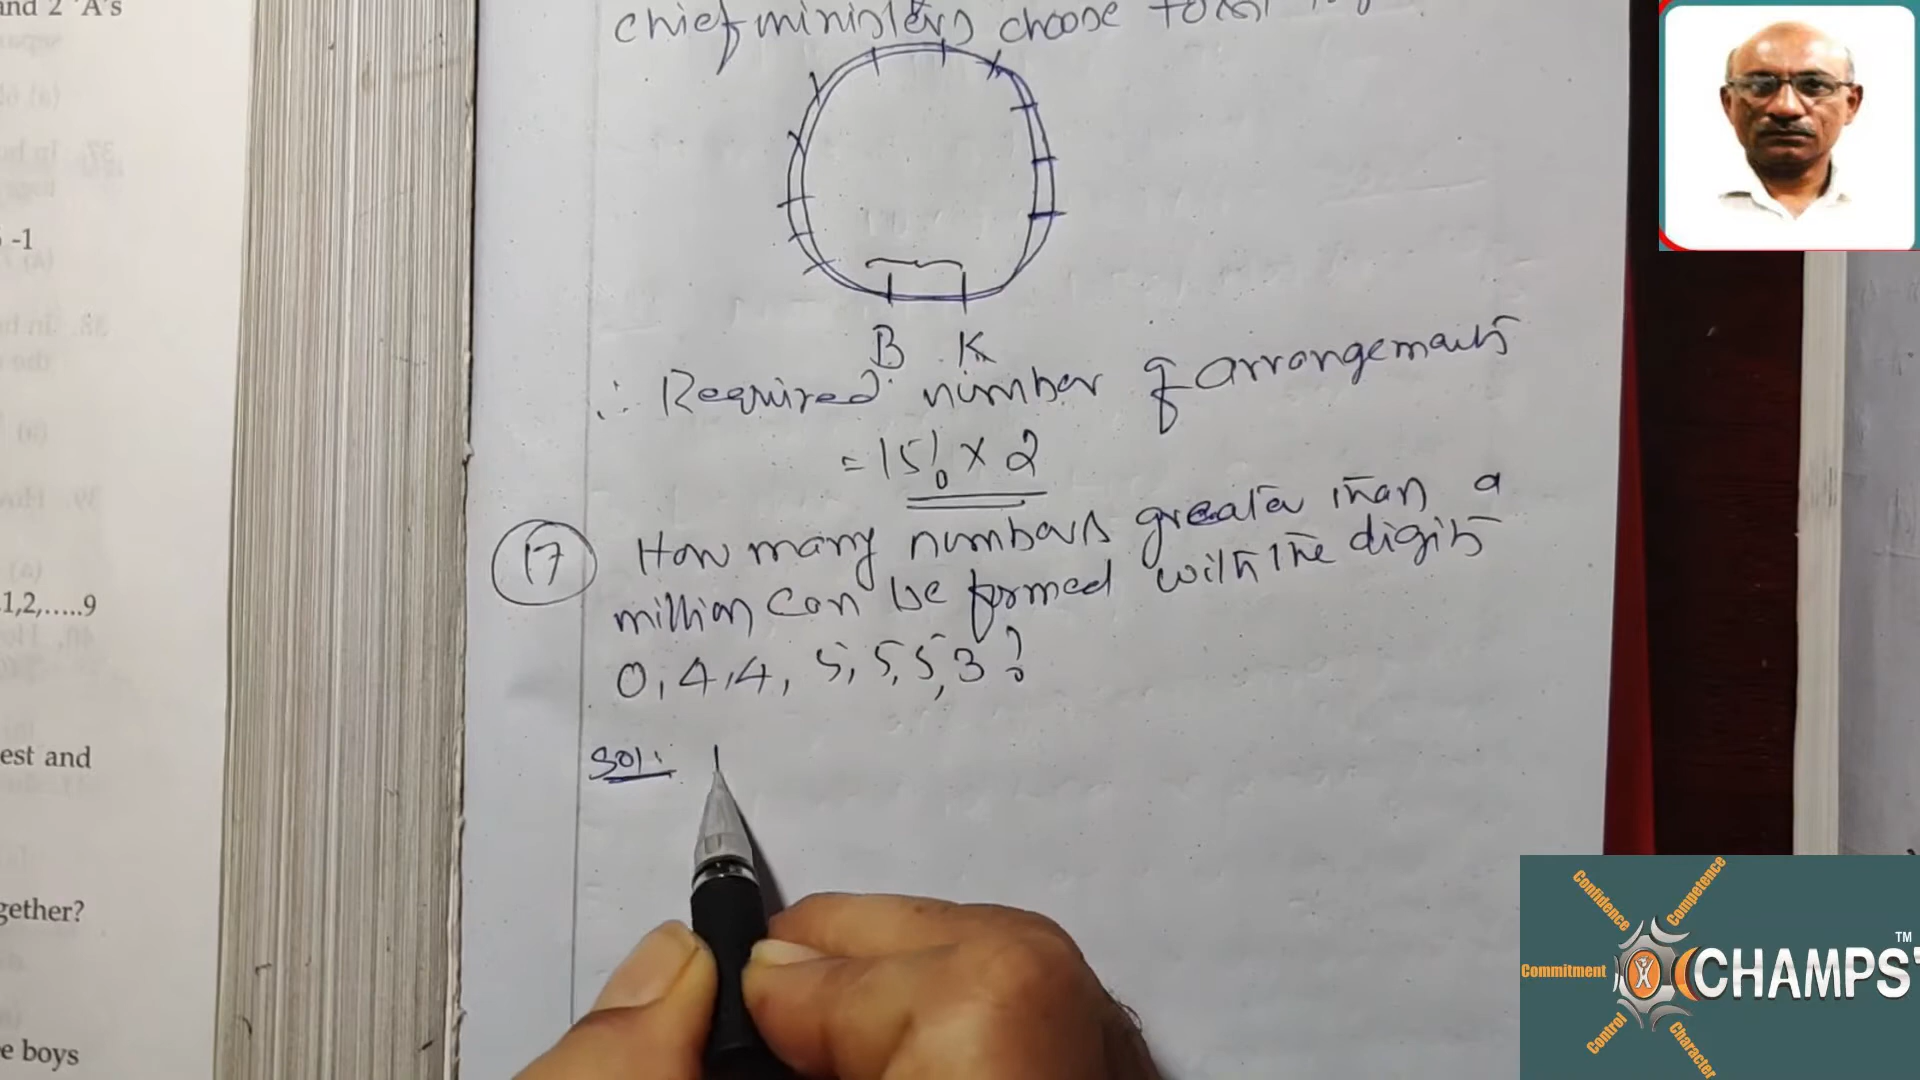 and 2 'A's
-1
1,2,.....9
est and
gether?
e boys
chief ministers choose
B K
∴ Required number of arrangements
= 15! × 2
17 How many numbers greater than a
million can be formed with the digits
0, 4, 4, 5, 5, 5, 3 ?
Sol:
Confidence
Competence
Commitment
CHAMPS
TM
Control
Character